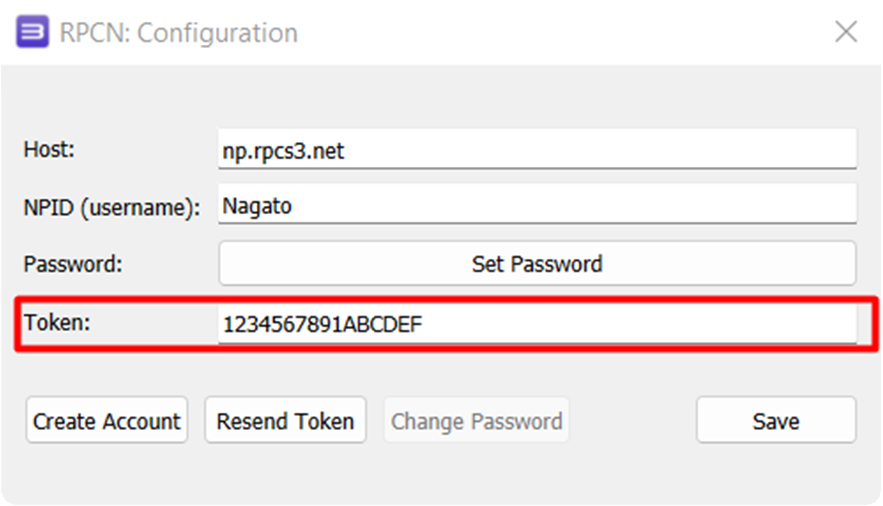 RPCN: Configuration
Host: np.rpcs3.net
NPID (username): Nagato
Password: Set Password
Token: 1234567891ABCDEF
Create Account Resend Token Change Password Save